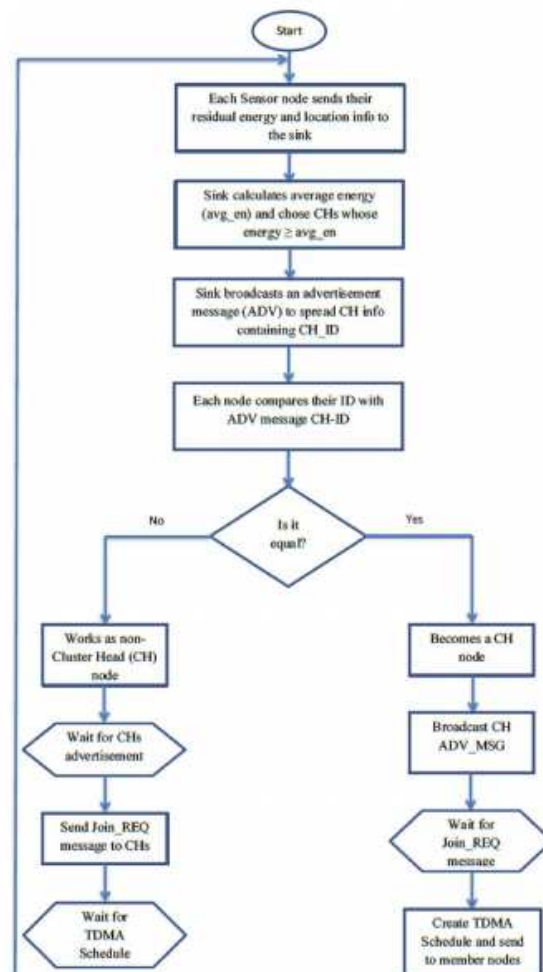 Start
Each Sensor node sends their
residual energy and location info to
the sink
Sink calculates average energy
(avg_en) and chose CHs whose
energy ≥ avg_en
Sink broadcasts an advertisement
message (ADV) to spread CH info
containing CH_ID
Each node compares their ID with
ADV message CH-ID
Is it
equal?
No
Yes
Works as non-
Cluster Head (CH)
node
Wait for CHs
advertisement
Send Join_REQ
message to CHs
Wait for
TDMA
Schedule
Becomes a CH
node
Broadcast CH
ADV_MSG
Wait for
Join_REQ
message
Create TDMA
Schedule and send
to member nodes